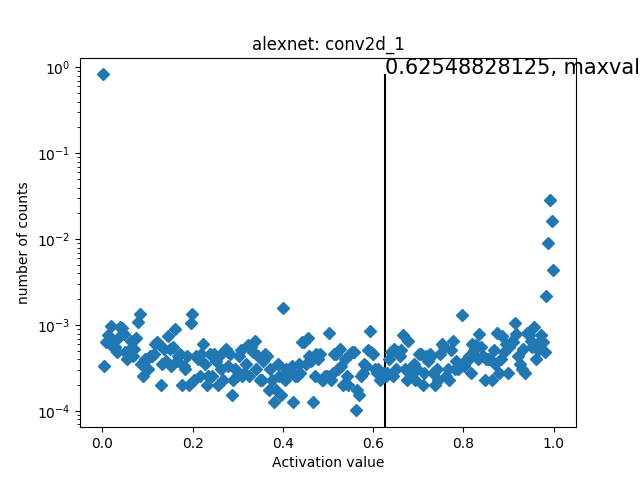 alexnet: conv2d_1
0.62548828125, maxval
10⁰
10⁻¹
10⁻²
10⁻³
10⁻⁴
number of counts
0.0 0.2 0.4 0.6 0.8 1.0
Activation value